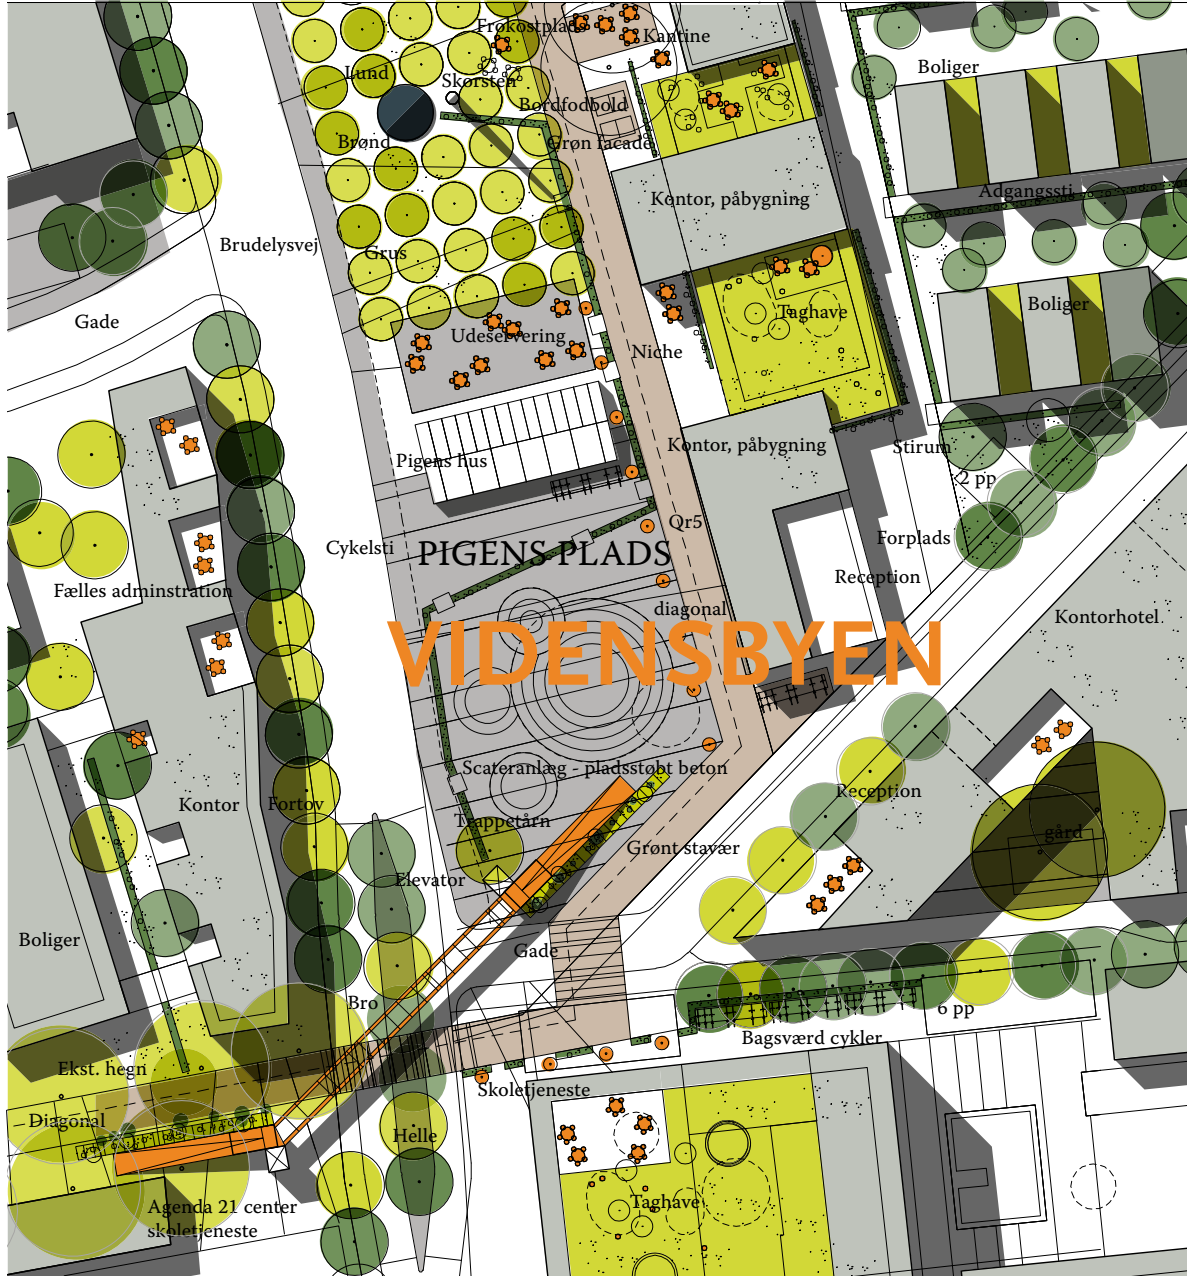 Frokostplads
Kantine
Boliger
Lund
Skorsten
Bordfodbold
Brønd
Grøn facade
Adgangssti
Kontor, påbygning
Brudelysvej
Grus
Boliger
Gade
Taghave
Udeservering
Niche
Kontor, påbygning
Stirum
Pigens hus
2 pp
Qr5
Forplads
Cykelsti
PIGENS PLADS
Reception
Fælles adminstration
diagonal
Kontorhotel
VIDENSBYEN
Scateranlæg - pladsstøbt beton
Reception
Kontor
Fortov
Trappetårn
gård
Grønt stavær
Elevator
Boliger
Gade
Bro
6 pp
Bagsværd cykler
Ekst. hegn
Skoletjeneste
Diagonal
Helle
Agenda 21 center
skoletjeneste
Taghave